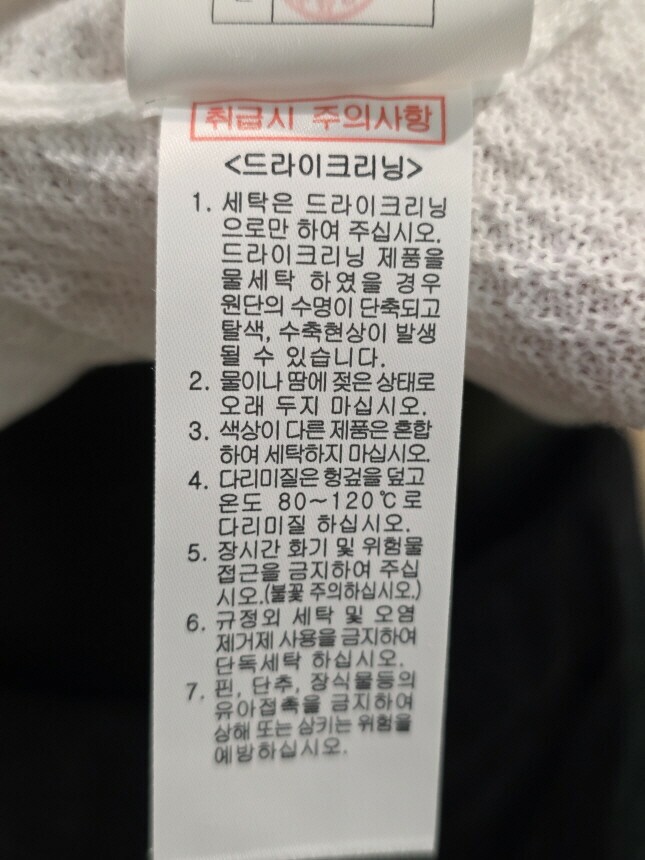 취급시 주의사항
<드라이크리닝>
1. 세탁은 드라이크리닝
으로만 하여 주십시오.
드라이크리닝 제품을
물세탁 하였을 경우
원단의 수명이 단축되고
탈색, 수축현상이 발생
될 수 있습니다.
2. 물이나 땀에 젖은 상태로
오래 두지 마십시오.
3. 색상이 다른 제품은 혼합
하여 세탁하지 마십시오.
4. 다리미질은 헝겊을 덮고
온도 80~120℃로
다리미질 하십시오.
5. 장시간 화기 및 위험물
접근을 금지하여 주십
시오.(불꽃 주의하십시오.)
6. 규정외 세탁 및 오염
제거제 사용을 금지하여
단독세탁 하십시오.
7. 핀, 단추, 장식물등의
유아접촉을 금지하여
상해 또는 삼키는 위험을
예방하십시오.